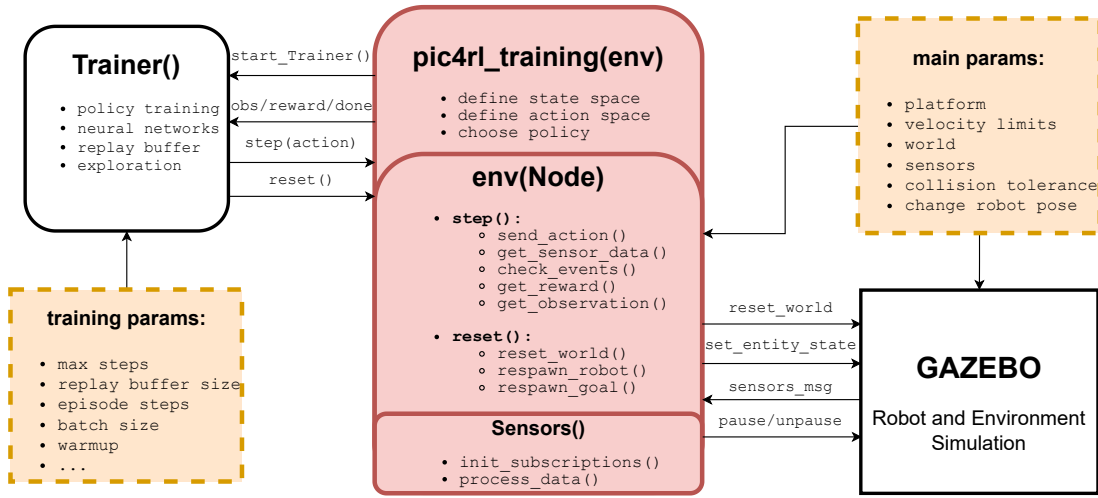 Trainer()
• policy training
• neural networks
• replay buffer
• exploration
start_Trainer()
obs/reward/done
step(action)
reset()
pic4rl_training(env)
• define state space
• define action space
• choose policy
env(Node)
• step():
◦ send_action()
◦ get_sensor_data()
◦ check_events()
◦ get_reward()
◦ get_observation()
• reset():
◦ reset_world()
◦ respawn_robot()
◦ respawn_goal()
Sensors()
• init_subscriptions()
• process_data()
main params:
• platform
• velocity limits
• world
• sensors
• collision tolerance
• change robot pose
training params:
• max steps
• replay buffer size
• episode steps
• batch size
• warmup
• ...
reset_world
set_entity_state
sensors_msg
pause/unpause
GAZEBO
Robot and Environment
Simulation